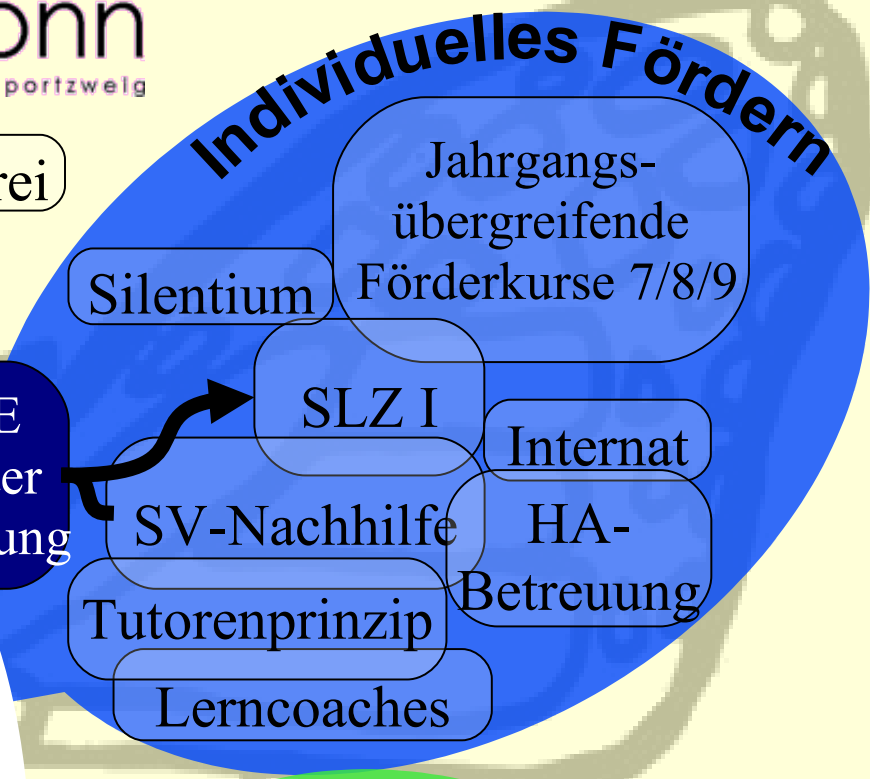 onn
portzweig
Individuelles Fördern
rei
Jahrgangs-
übergreifende
Förderkurse 7/8/9
Silentium
SLZ I
E
er
ung
Internat
SV-Nachhilfe
HA-
Betreuung
Tutorenprinzip
Lerncoaches